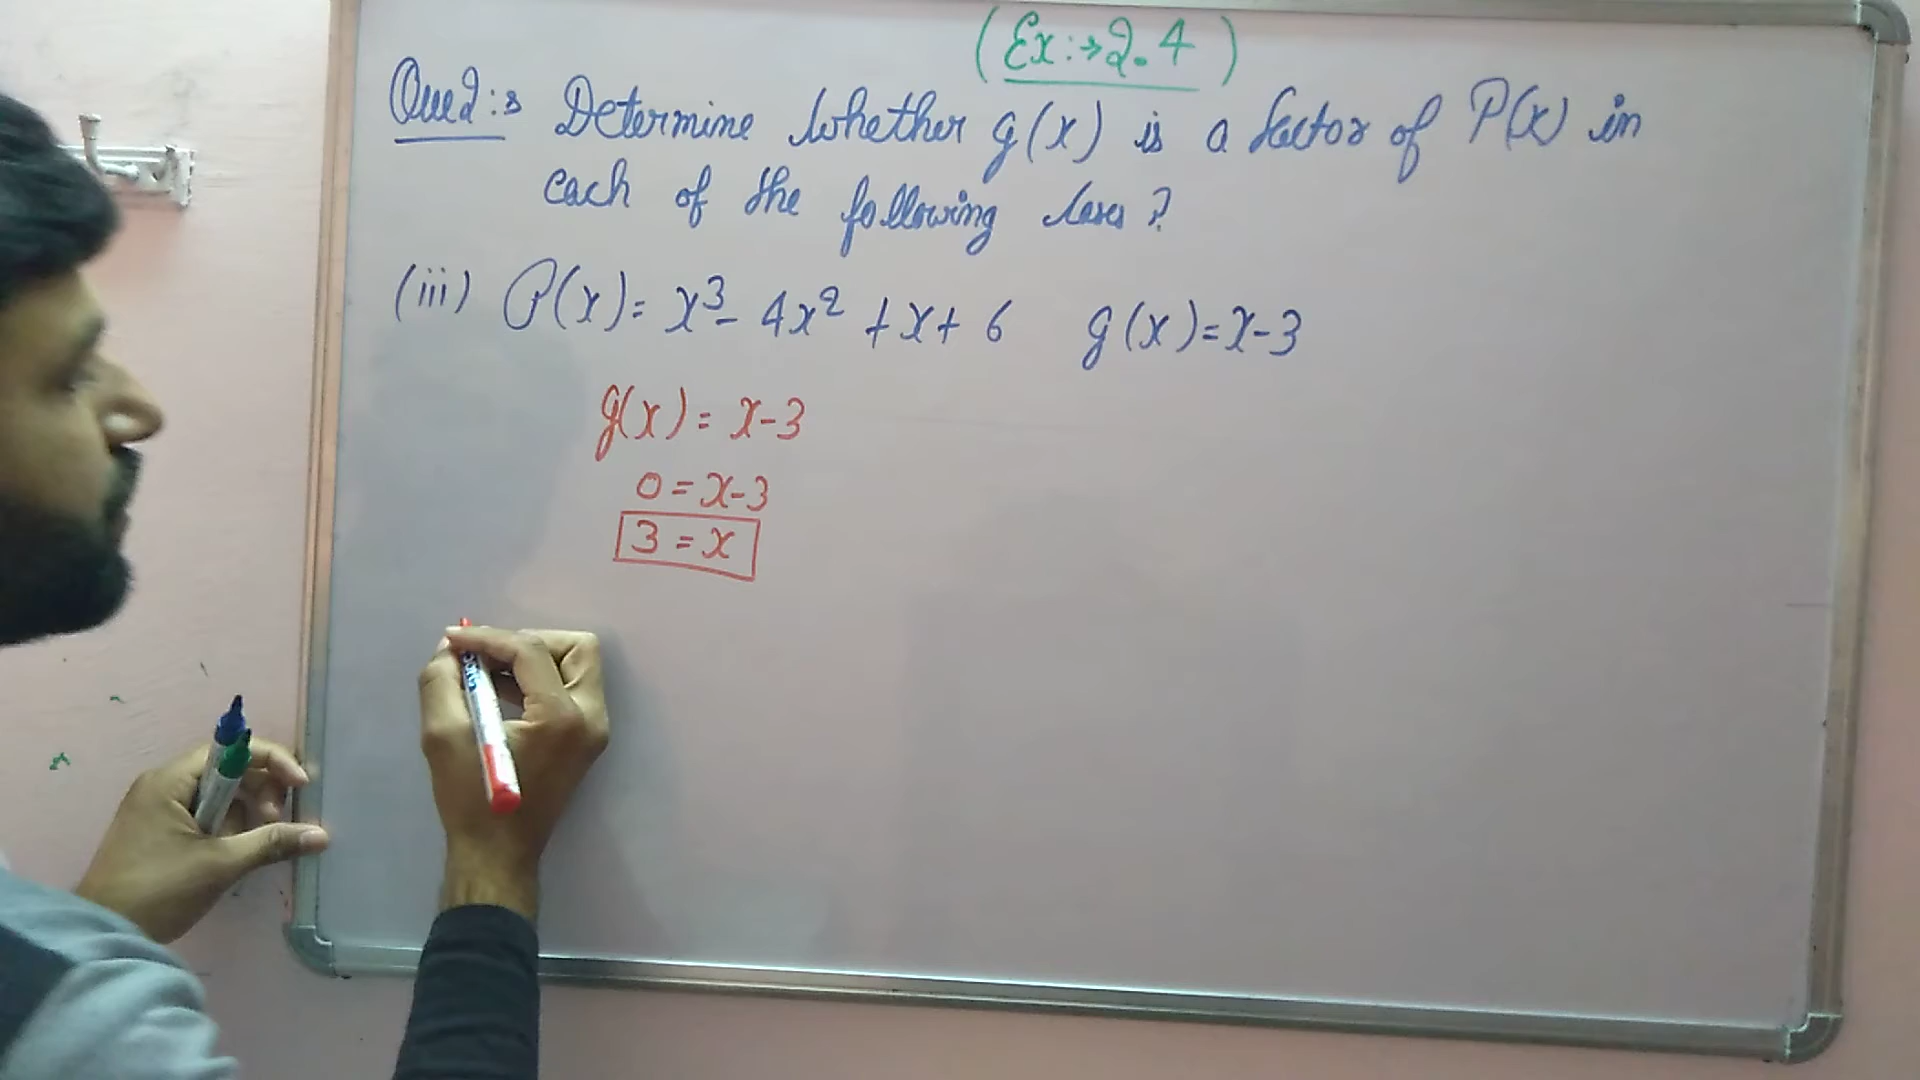 (Ex:→2.4)
Que2:→ Determine whether g(x) is a factor of P(x) in
each of the following cases?
(iii) P(x)= x³- 4x² +x+ 6 g(x)=x-3
g(x)= x-3
0=x-3
3=x